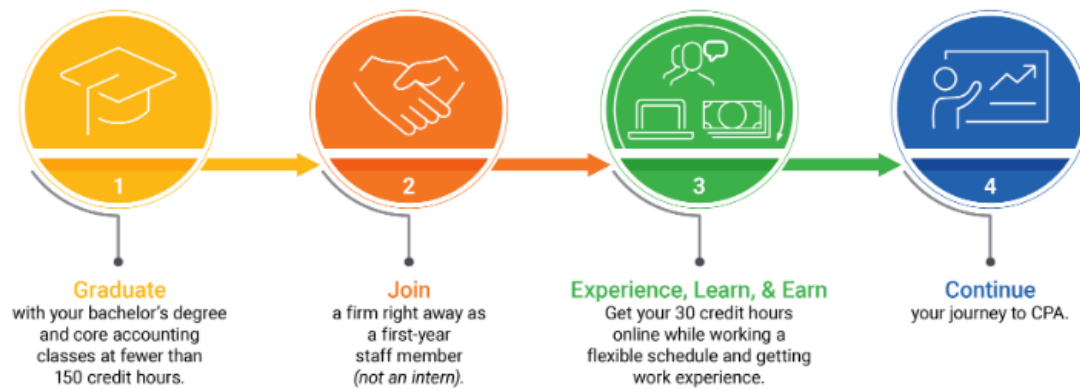 1
Graduate
with your bachelor's degree
and core accounting
classes at fewer than
150 credit hours.
2
Join
a firm right away as
a first-year
staff member
(not an intern).
3
Experience, Learn, & Earn
Get your 30 credit hours
online while working a
flexible schedule and getting
work experience.
4
Continue
your journey to CPA.